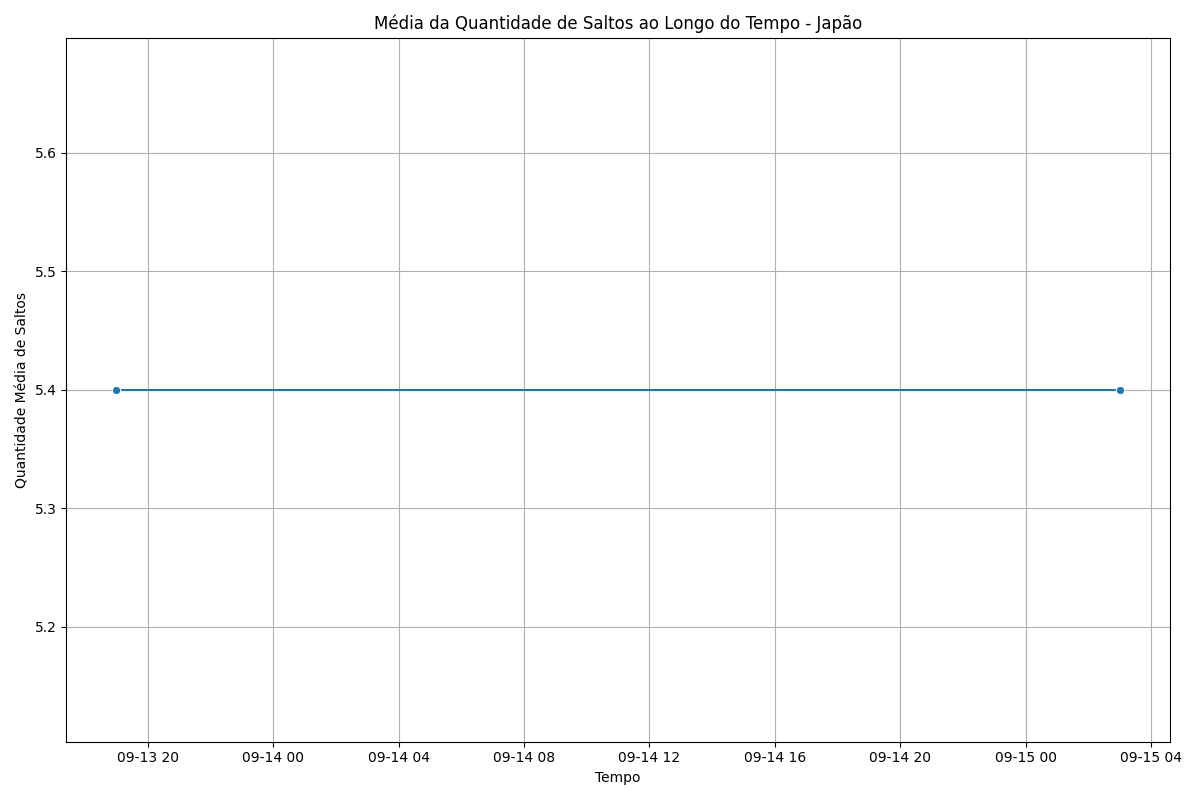 Média da Quantidade de Saltos ao Longo do Tempo - Japão
Quantidade Média de Saltos
5.6
5.5
5.4
5.3
5.2
09-13 20 09-14 00 09-14 04 09-14 08 09-14 12 09-14 16 09-14 20 09-15 00 09-15 04
Tempo